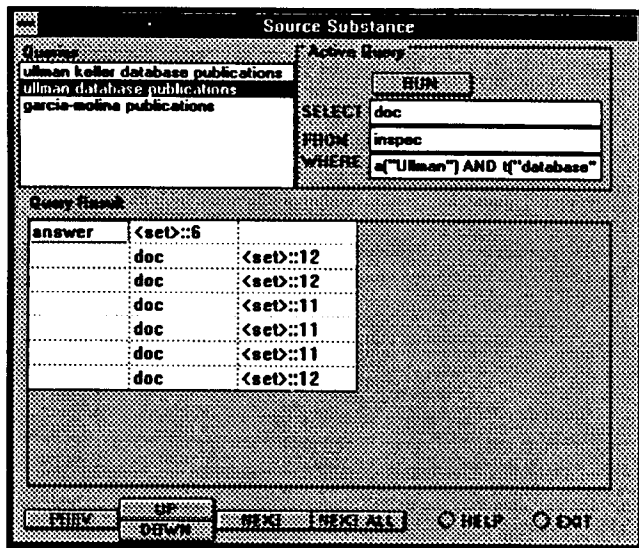 Source Substance
Queries
ullman keller database publications
ullman database publications
garcia-molina publications
Active Query
RUN
SELECT doc
FROM inspec
WHERE a("Ullman") AND t("database"
Query Result
answer <set>::6
doc <set>::12
doc <set>::12
doc <set>::11
doc <set>::11
doc <set>::11
doc <set>::12
PREV UP DOWN NEXT NEXT ALL HELP EXIT